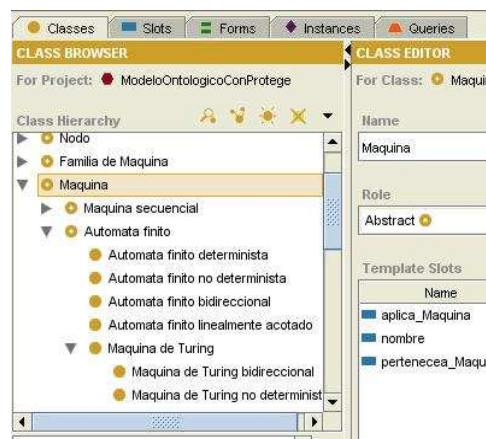 Classes Slots Forms Instances Queries
CLASS BROWSER
For Project: ModeloOntologicoConProtege
Class Hierarchy
Nodo
Familia de Maquina
Maquina
Maquina secuencial
Automata finito
Automata finito determinista
Automata finito no determinista
Automata finito bidireccional
Automata finito linealmente acotado
Maquina de Turing
Maquina de Turing bidireccional
Maquina de Turing no determinist
CLASS EDITOR
For Class: Maqui
Name
Maquina
Role
Abstract
Template Slots
Name
aplica_Maquina
nombre
pertenecea_Maqu